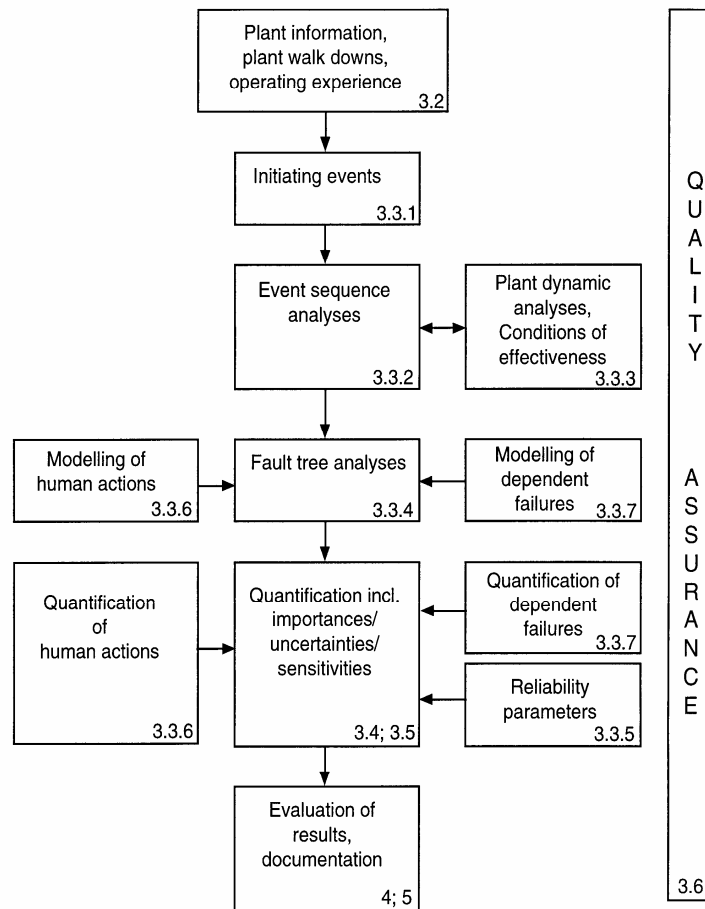 Plant information,
plant walk downs,
operating experience
3.2
Initiating events
3.3.1
Event sequence
analyses
3.3.2
Plant dynamic
analyses,
Conditions of
effectiveness
3.3.3
Modelling of
human actions
3.3.6
Fault tree analyses
3.3.4
Modelling of
dependent
failures
3.3.7
Quantification
of
human actions
3.3.6
Quantification incl.
importances/
uncertainties/
sensitivities
3.4; 3.5
Quantification of
dependent
failures
3.3.7
Reliability
parameters
3.3.5
Evaluation of
results,
documentation
4; 5
QUALITY
ASSURANCE
3.6